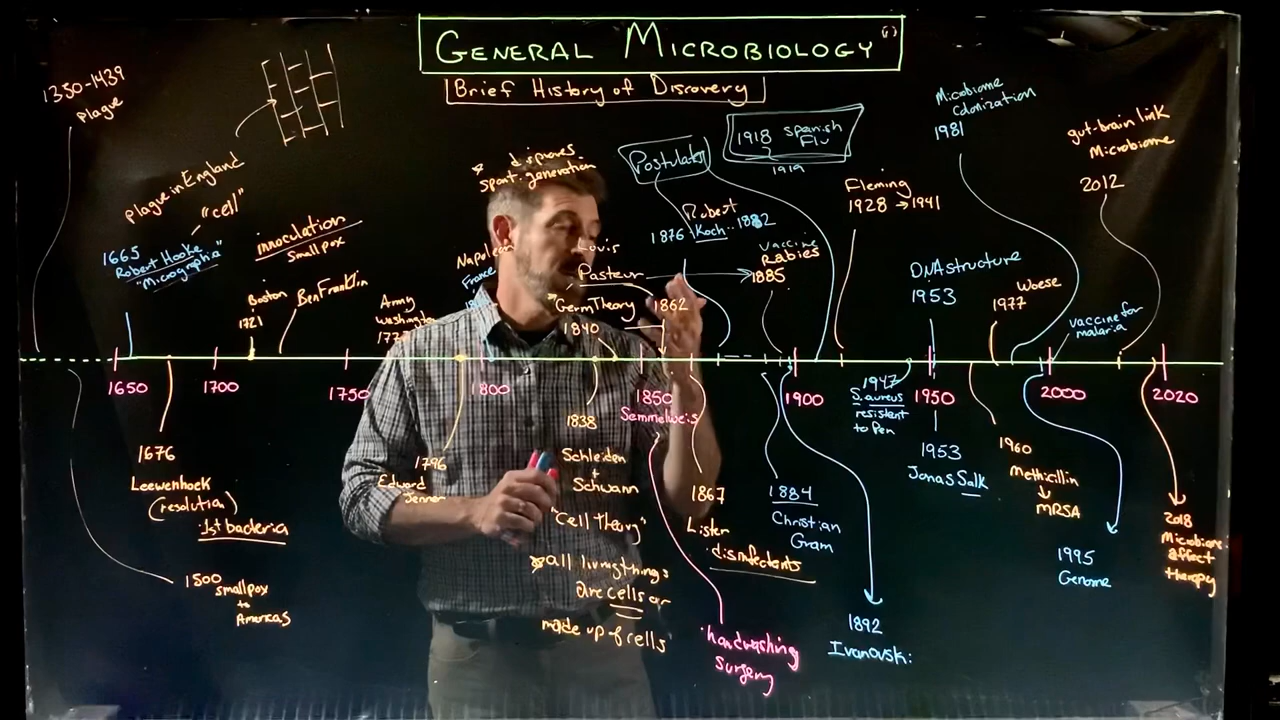 GENERAL MICROBIOLOGY
Brief History of Disrovery
1350-1439
plague
plague in England
"cell"
1665
Robert Hooke
"Micrographia"
innoculation
smallpox
Boston
1721
Ben Franklin
Army
Washington
Napoleon
France
* disproves
spont. generation
Louis
Pasteur
Germ Theory
1840
1862
Postulates
1918 Spanish
Flu
1919
Robert
1876 Koch 1882
vaccine
Rabies
1885
Fleming
1928 → 1941
Micobiome
Colonization
1981
DNA structure
1953
Woese
1977
vaccine for
malaria
gut-brain link
Microbiome
2012
1650
1700
1750
1800
1850
1900
1950
2000
2020
1676
Leewenhoek
(resolution)
1st bacteria
1500
smallpox
to
Americas
1796
Edward
Jenner
1838
Schleiden
+
Schwann
"Cell Theory"
*all living things
are cells or
made up of cells
Semmelweis
handwashing
surgery
1867
Lister
disinfectants
1884
Christian
Gram
1892
Ivanovski
1947
S. aureus
resistent
to Pen
1953
Jonas Salk
1960
Methicillin
↓
MRSA
1995
Genome
2018
Microbiome
affect
therapy